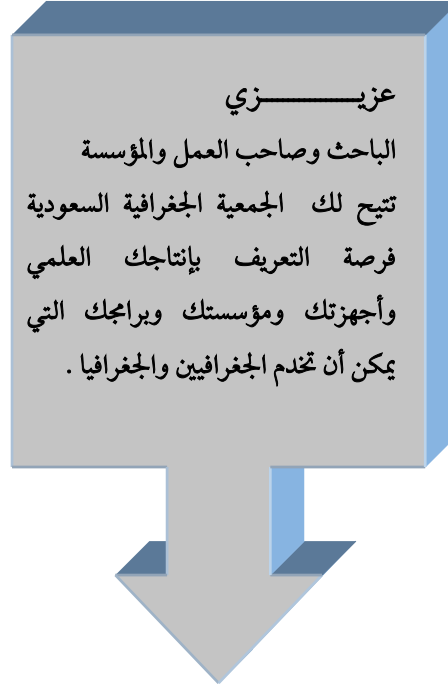 عزيــــــــــزي
الباحث وصاحب العمل والمؤسسة
تتيح لك الجمعية الجغرافية السعودية
فرصة التعريف بإنتاجك العلمي
وأجهزتك ومؤسستك وبرامجك التي
يمكن أن تخدم الجغرافيين والجغرافيا .